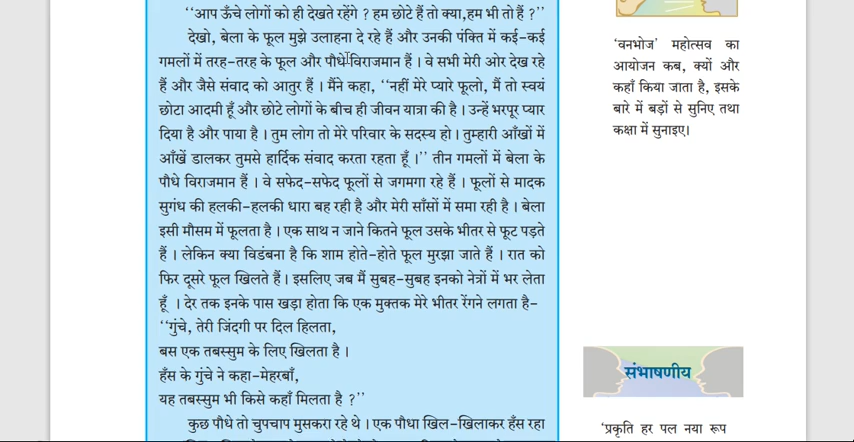 ‘‘आप ऊँचे लोगों को ही देखते रहेंगे ? हम छोटे हैं तो क्या,हम भी तो हैं ?’’
देखो, बेला के फूल मुझे उलाहना दे रहे हैं और उनकी पंक्ति में कई-कई
गमलों में तरह-तरह के फूल और पौधे विराजमान हैं । वे सभी मेरी ओर देख रहे
हैं और जैसे संवाद को आतुर हैं । मैंने कहा, ‘‘नहीं मेरे प्यारे फूलो, मैं तो स्वयं
छोटा आदमी हूँ और छोटे लोगों के बीच ही जीवन यात्रा की है । उन्हें भरपूर प्यार
दिया है और पाया है । तुम लोग तो मेरे परिवार के सदस्य हो । तुम्हारी आँखों में
आँखें डालकर तुमसे हार्दिक संवाद करता रहता हूँ ।’’ तीन गमलों में बेला के
पौधे विराजमान हैं । वे सफेद-सफेद फूलों से जगमगा रहे हैं । फूलों से मादक
सुगंध की हलकी-हलकी धारा बह रही है और मेरी साँसों में समा रही है । बेला
इसी मौसम में फूलता है । एक साथ न जाने कितने फूल उसके भीतर से फूट पड़ते
हैं । लेकिन क्या विडंबना है कि शाम होते-होते फूल मुरझा जाते हैं । रात को
फिर दूसरे फूल खिलते हैं । इसलिए जब मैं सुबह-सुबह इनको नेत्रों में भर लेता
हूँ । देर तक इनके पास खड़ा होता कि एक मुक्तक मेरे भीतर रेंगने लगता है-
‘‘गुंचे, तेरी जिंदगी पर दिल हिलता,
बस एक तबस्सुम के लिए खिलता है ।
हँस के गुंचे ने कहा-मेहरबाँ,
यह तबस्सुम भी किसे कहाँ मिलता है ?’’
कुछ पौधे तो चुपचाप मुसकरा रहे थे । एक पौधा खिल-खिलाकर हँस रहा
‘वनभोज’ महोत्सव का
आयोजन कब, क्यों और
कहाँ किया जाता है, इसके
बारे में बड़ों से सुनिए तथा
कक्षा में सुनाइए।
संभाषणीय
‘प्रकृति हर पल नया रूप